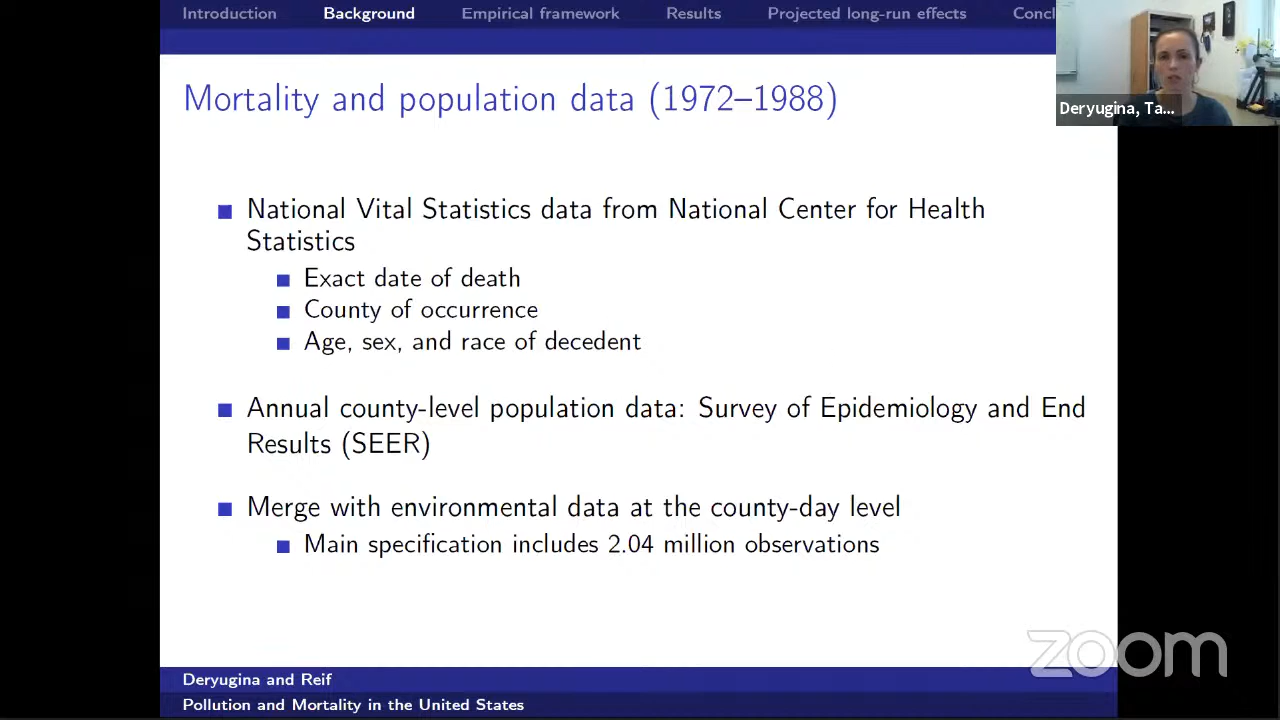 Introduction Background Empirical framework Results Projected long-run effects Concl
Deryugina, Ta...
Mortality and population data (1972–1988)
National Vital Statistics data from National Center for Health
Statistics
Exact date of death
County of occurrence
Age, sex, and race of decedent
Annual county-level population data: Survey of Epidemiology and End
Results (SEER)
Merge with environmental data at the county-day level
Main specification includes 2.04 million observations
zoom
Deryugina and Reif
Pollution and Mortality in the United States